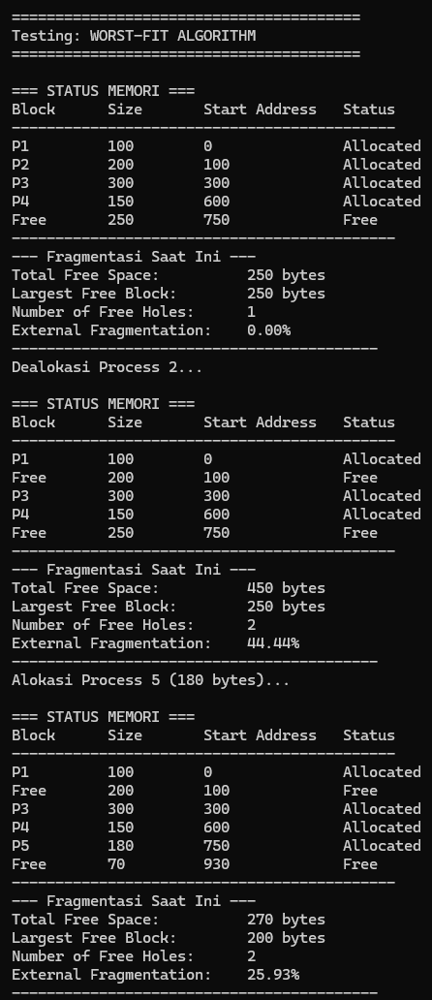 ========================================
Testing: WORST-FIT ALGORITHM
========================================
=== STATUS MEMORI ===
Block      Size       Start Address   Status
--------------------------------------------
P1         100        0               Allocated
P2         200        100             Allocated
P3         300        300             Allocated
P4         150        600             Allocated
Free       250        750             Free
--------------------------------------------
--- Fragmentasi Saat Ini ---
Total Free Space:          250 bytes
Largest Free Block:        250 bytes
Number of Free Holes:      1
External Fragmentation:    0.00%
------------------------------------------
Dealokasi Process 2...
=== STATUS MEMORI ===
Block      Size       Start Address   Status
--------------------------------------------
P1         100        0               Allocated
Free       200        100             Free
P3         300        300             Allocated
P4         150        600             Allocated
Free       250        750             Free
--------------------------------------------
--- Fragmentasi Saat Ini ---
Total Free Space:          450 bytes
Largest Free Block:        250 bytes
Number of Free Holes:      2
External Fragmentation:    44.44%
------------------------------------------
Alokasi Process 5 (180 bytes)...
=== STATUS MEMORI ===
Block      Size       Start Address   Status
--------------------------------------------
P1         100        0               Allocated
Free       200        100             Free
P3         300        300             Allocated
P4         150        600             Allocated
P5         180        750             Allocated
Free       70         930             Free
--------------------------------------------
--- Fragmentasi Saat Ini ---
Total Free Space:          270 bytes
Largest Free Block:        200 bytes
Number of Free Holes:      2
External Fragmentation:    25.93%
------------------------------------------